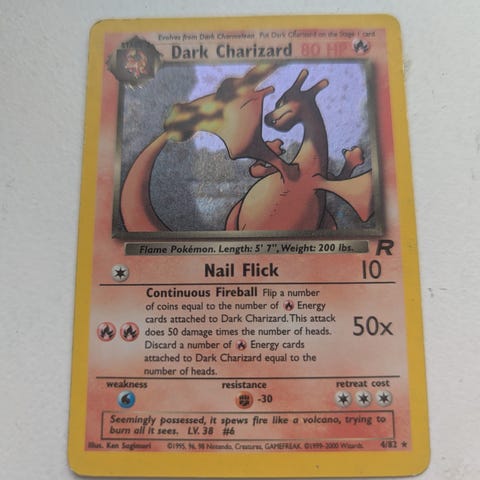 Evolves from Dark Charmeleon Put Dark Charizard on the Stage 1 card
Dark Charizard 80 HP
Flame Pokémon. Length: 5' 7", Weight: 200 lbs.
R
Nail Flick 10
Continuous Fireball Flip a number
of coins equal to the number of Energy
cards attached to Dark Charizard. This attack
does 50 damage times the number of heads.
50x
Discard a number of Energy cards
attached to Dark Charizard equal to the
number of heads.
weakness resistance retreat cost
-30
Seemingly possessed, it spews fire like a volcano, trying to
burn all it sees. LV. 38 #6
Illus. Ken Sugimori ©1995, 96, 98 Nintendo, Creatures, GAMEFREAK. ©1999-2000 Wizards. 4/82 ★